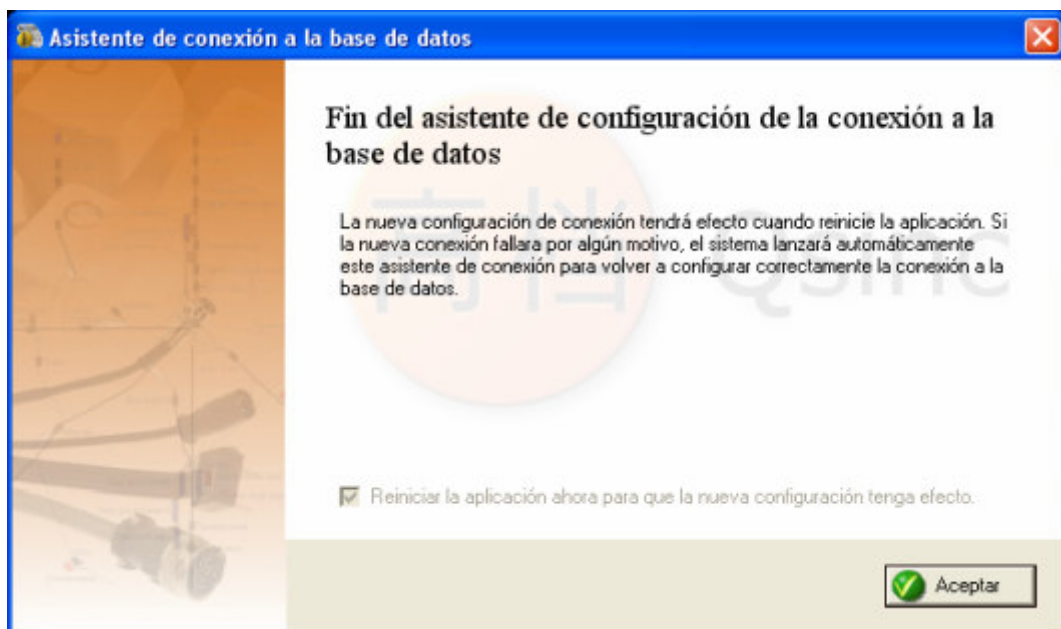 Asistente de conexión a la base de datos
Fin del asistente de configuración de la conexión a la
base de datos
La nueva configuración de conexión tendrá efecto cuando reinicie la aplicación. Si
la nueva conexión fallara por algún motivo, el sistema lanzará automáticamente
este asistente de conexión para volver a configurar correctamente la conexión a la
base de datos.
高档 Qsinc
Reiniciar la aplicación ahora para que la nueva configuración tenga efecto.
Aceptar